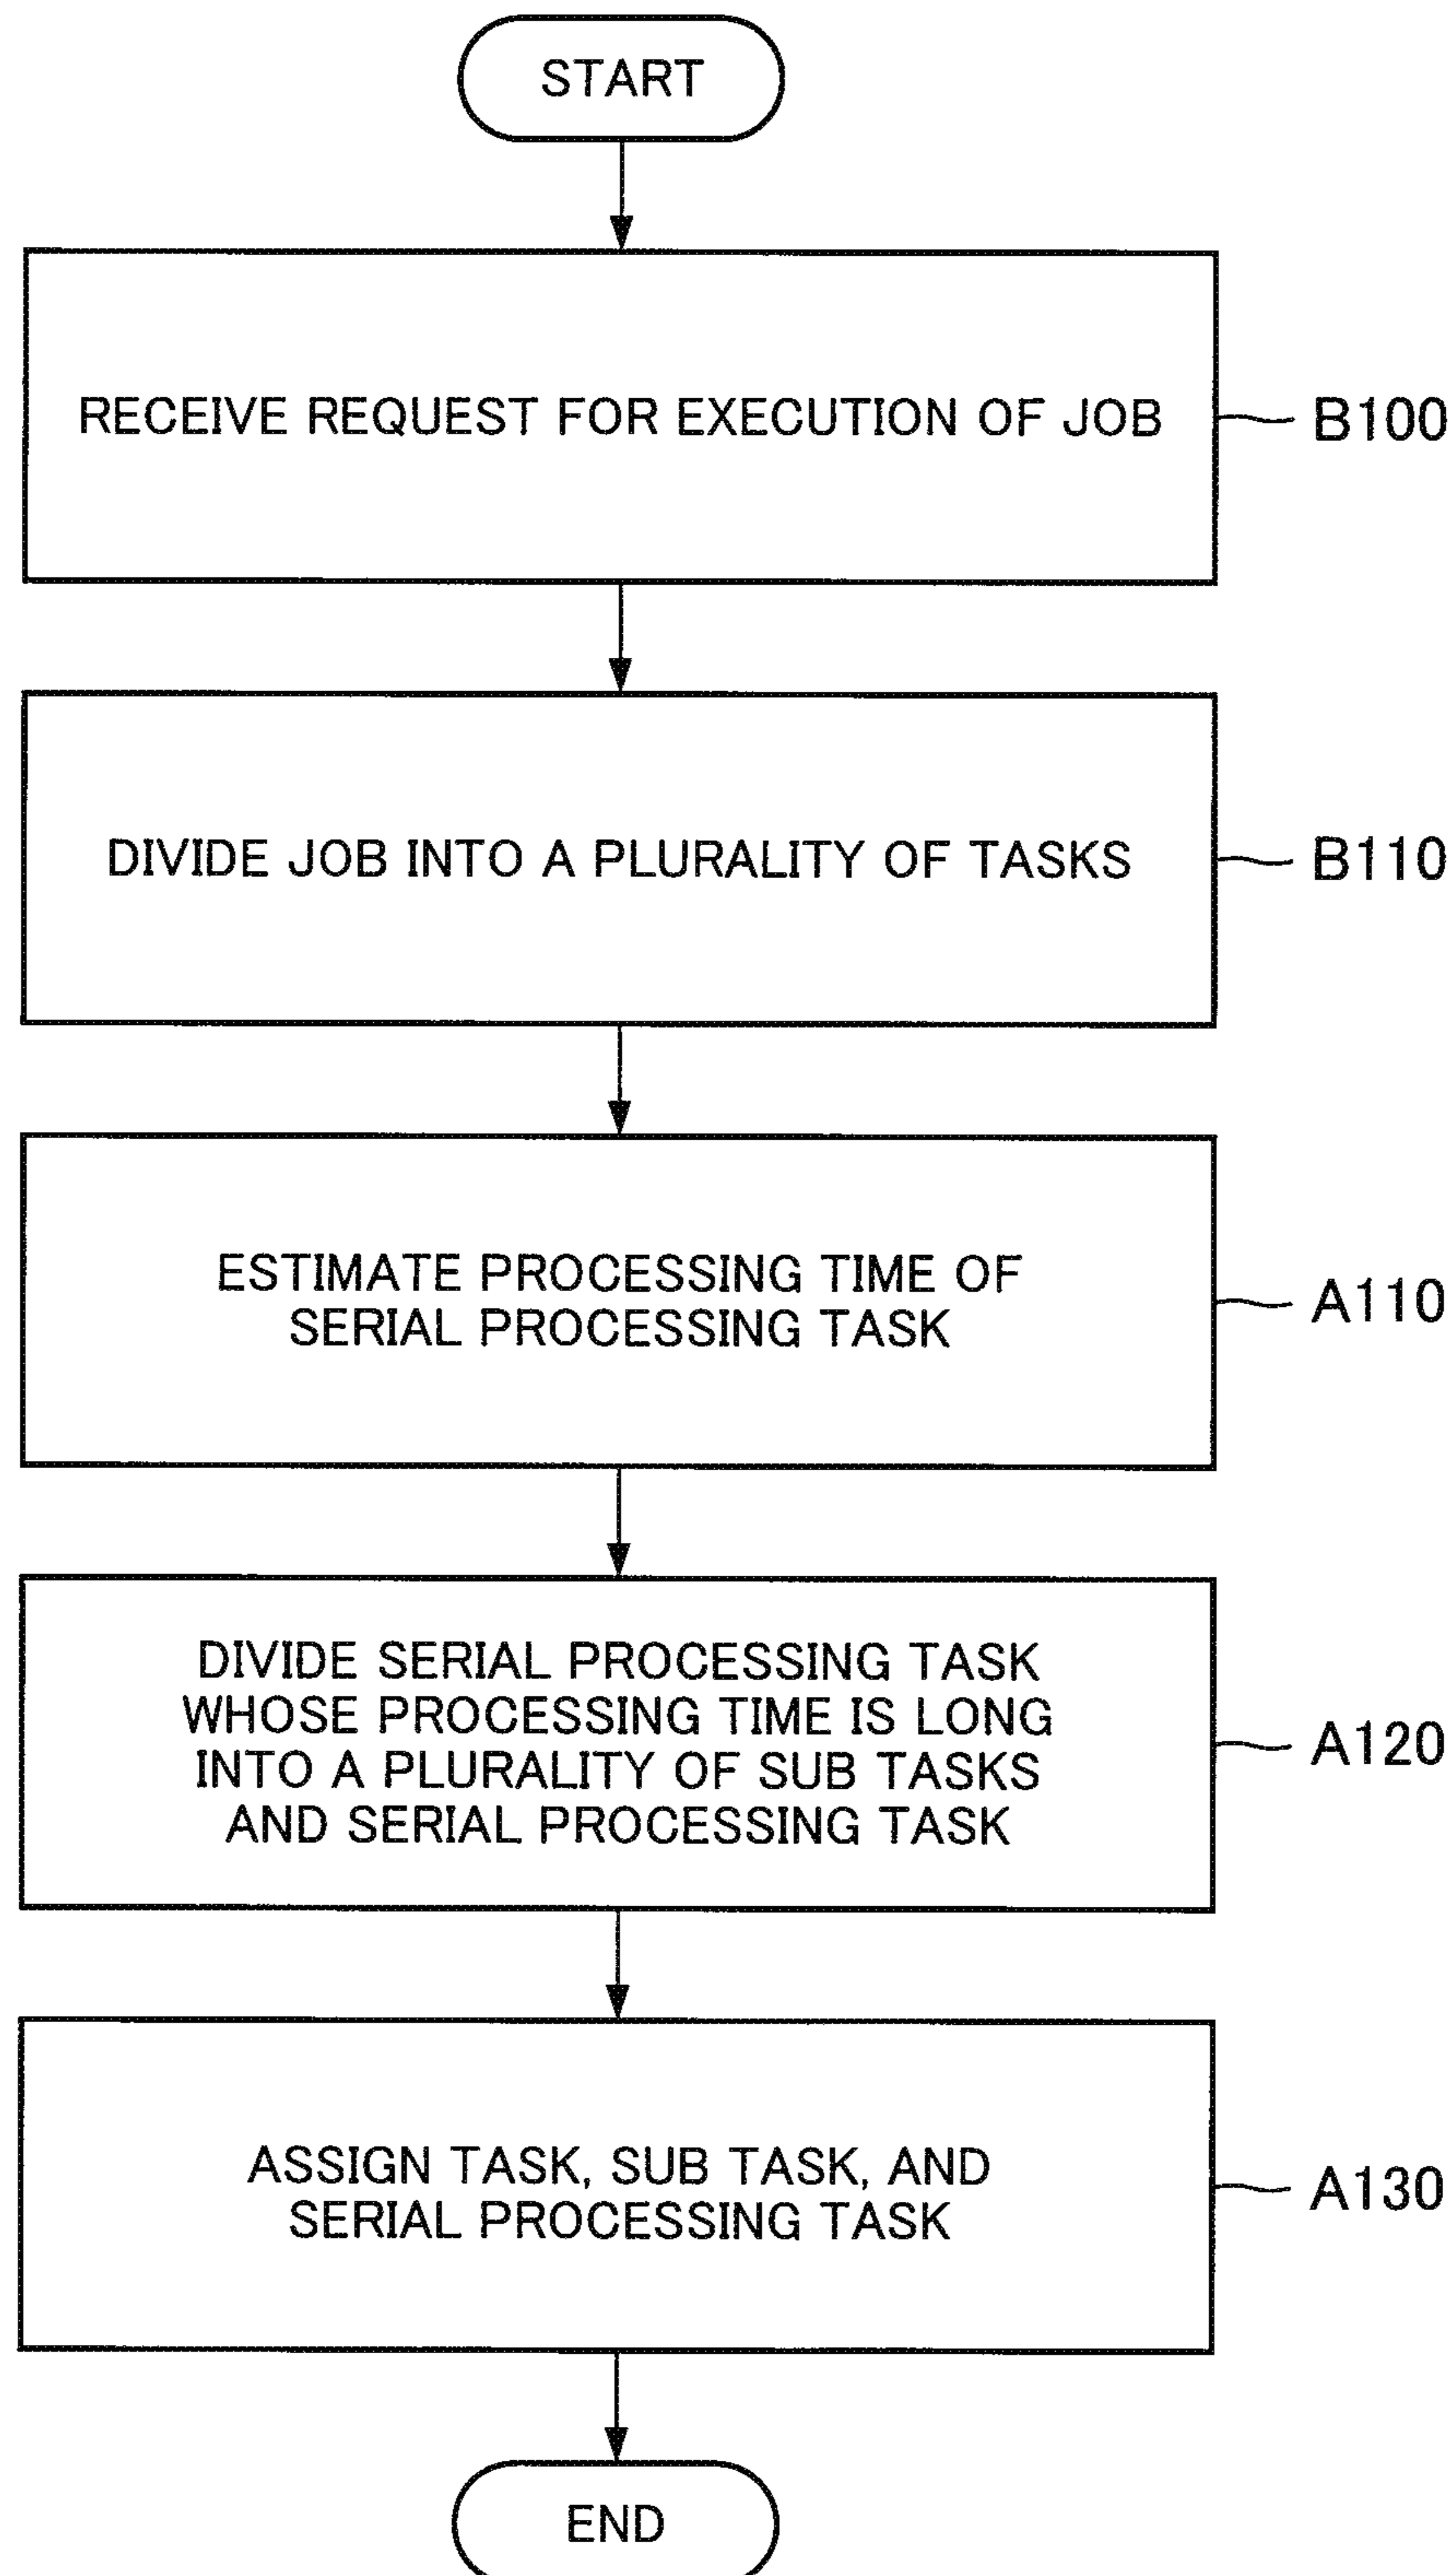 START
RECEIVE REQUEST FOR EXECUTION OF JOB
B100
DIVIDE JOB INTO A PLURALITY OF TASKS
B110
ESTIMATE PROCESSING TIME OF
SERIAL PROCESSING TASK
A110
DIVIDE SERIAL PROCESSING TASK
WHOSE PROCESSING TIME IS LONG
INTO A PLURALITY OF SUB TASKS
AND SERIAL PROCESSING TASK
A120
ASSIGN TASK, SUB TASK, AND
SERIAL PROCESSING TASK
A130
END